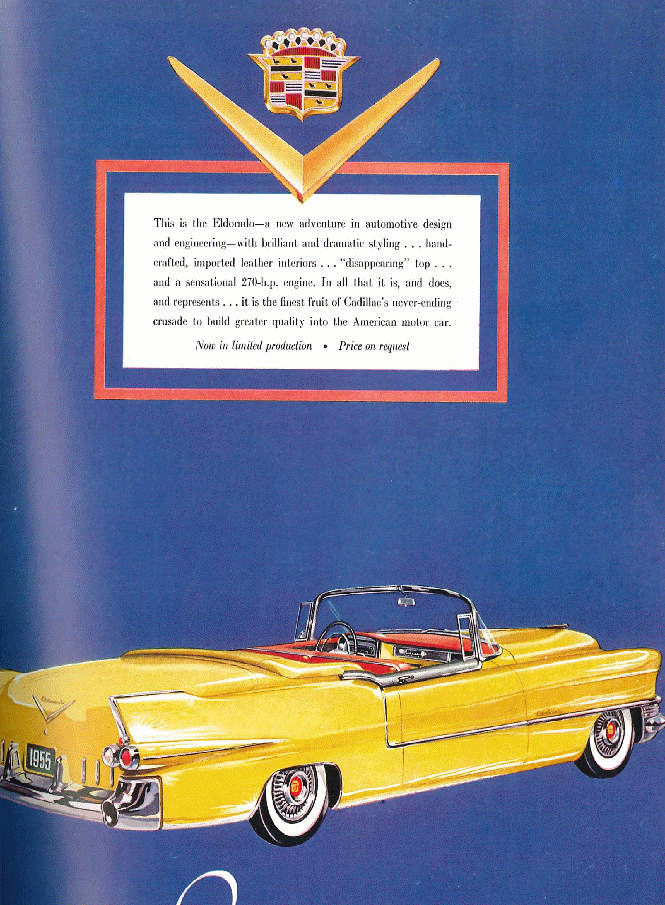 This is the Eldorado—a new adventure in automotive design
and engineering—with brilliant and dramatic styling . . . hand-
crafted, imported leather interiors . . . “disappearing” top . . .
and a sensational 270-h.p. engine. In all that it is, and does,
and represents . . . it is the finest fruit of Cadillac’s never-ending
crusade to build greater quality into the American motor car.
Now in limited production • Price on request
1955